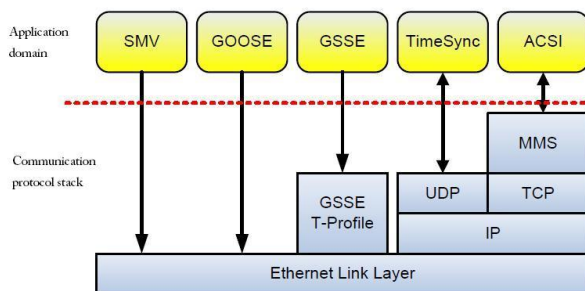 Application
domain
SMV
GOOSE
GSSE
TimeSync
ACSI
Communication
protocol stack
MMS
GSSE
T-Profile
UDP
TCP
IP
Ethernet Link Layer